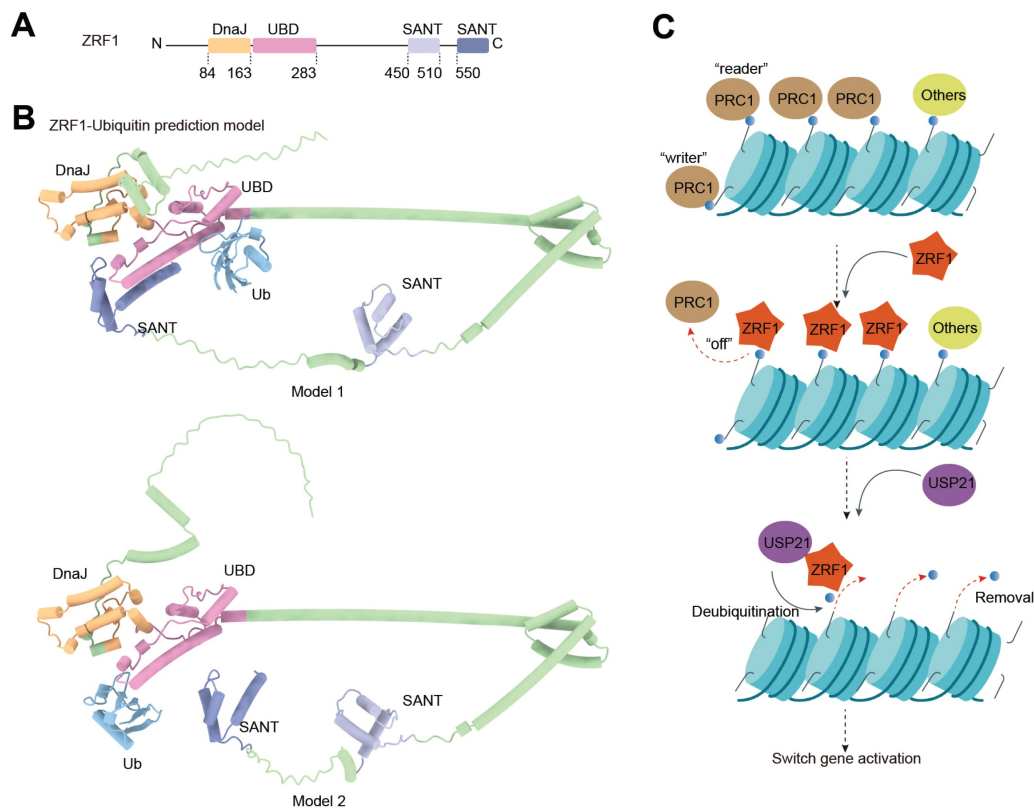 A
ZRF1
N
DnaJ
UBD
SANT
SANT
C
84
163
283
450
510
550
B
ZRF1-Ubiquitin prediction model
DnaJ
UBD
Ub
SANT
SANT
Model 1
DnaJ
UBD
Ub
SANT
SANT
Model 2
C
“reader”
PRC1
PRC1
PRC1
Others
“writer”
PRC1
ZRF1
PRC1
“off”
ZRF1
ZRF1
ZRF1
Others
USP21
USP21
ZRF1
Deubiquitination
Removal
Switch gene activation